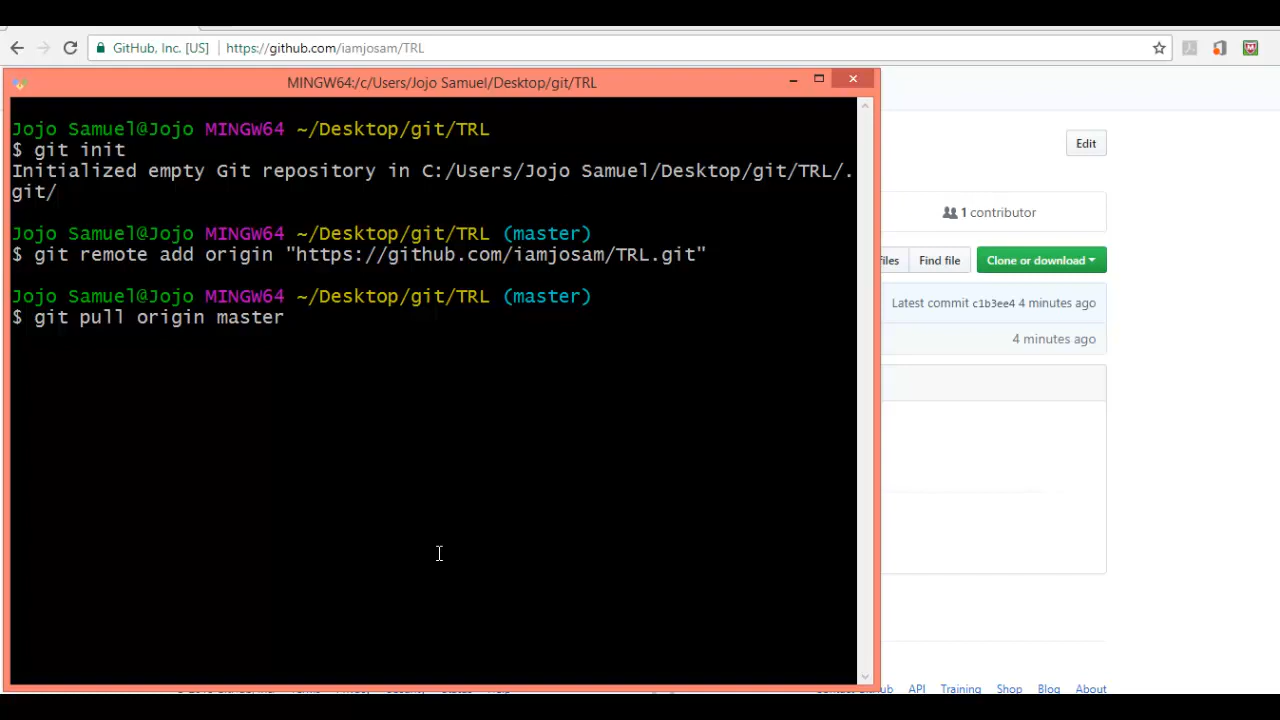 GitHub, Inc. [US]
https://github.com/iamjosam/TRL
MINGW64:/c/Users/Jojo Samuel/Desktop/git/TRL
Jojo Samuel@Jojo MINGW64 ~/Desktop/git/TRL
$ git init
Initialized empty Git repository in C:/Users/Jojo Samuel/Desktop/git/TRL/.
git/
Jojo Samuel@Jojo MINGW64 ~/Desktop/git/TRL (master)
$ git remote add origin "https://github.com/iamjosam/TRL.git"
Jojo Samuel@Jojo MINGW64 ~/Desktop/git/TRL (master)
$ git pull origin master
Edit
1 contributor
Find file
Clone or download
Latest commit c1b3ee4 4 minutes ago
4 minutes ago
API Training Shop Blog About